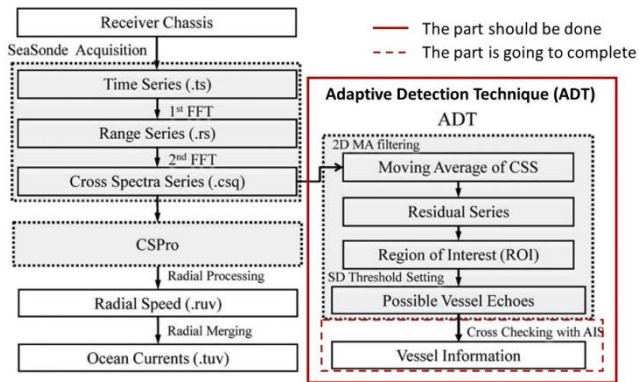 Receiver Chassis
SeaSonde Acquisition
Time Series (.ts)
1st FFT
Range Series (.rs)
2nd FFT
Cross Spectra Series (.csq)
CSPro
Radial Processing
Radial Speed (.ruv)
Radial Merging
Ocean Currents (.tuv)
The part should be done
The part is going to complete
Adaptive Detection Technique (ADT)
ADT
2D MA filtering
Moving Average of CSS
Residual Series
Region of Interest (ROI)
SD Threshold Setting
Possible Vessel Echoes
Cross Checking with AIS
Vessel Information